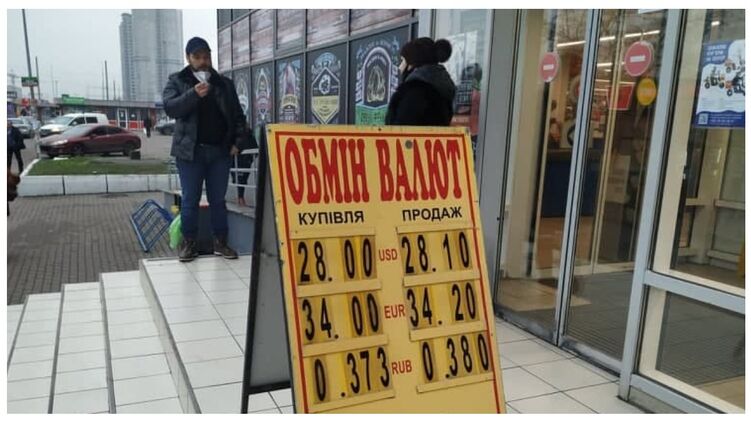 ОБМІН ВАЛЮТ
КУПІВЛЯ ПРОДАЖ
28.00 USD 28.10
34.00 EUR 34.20
0.373 RUB 0.380